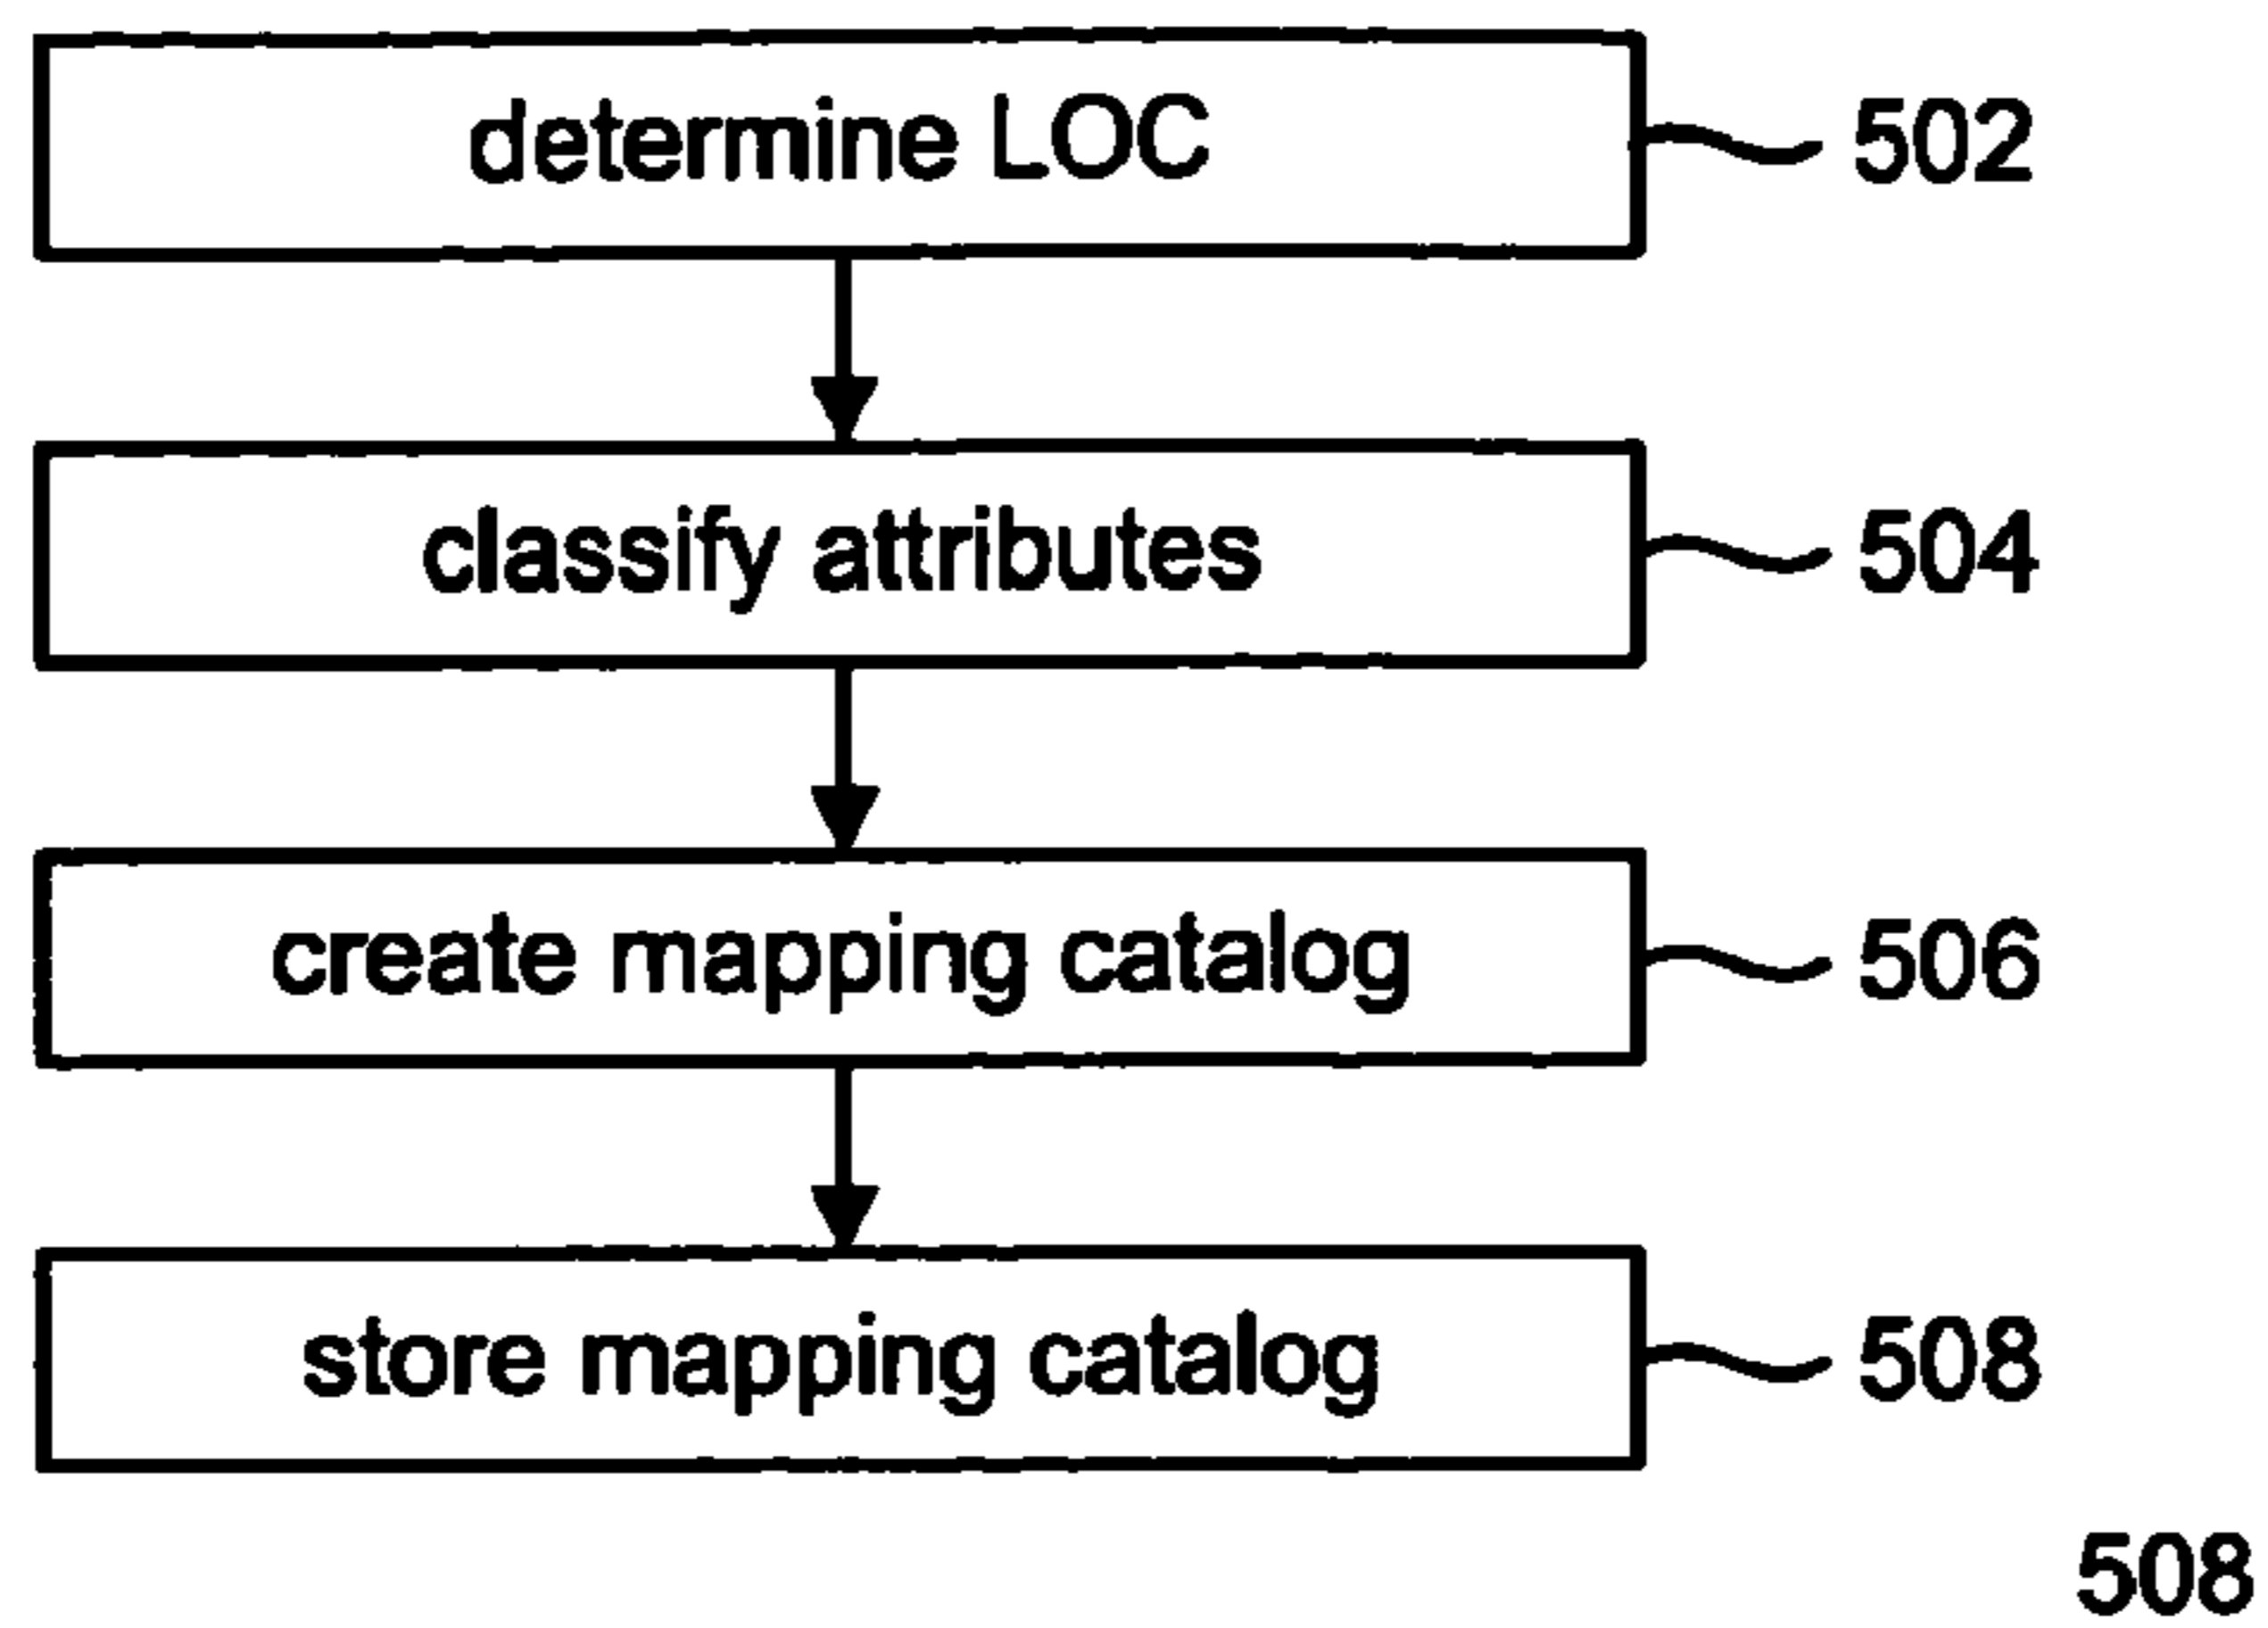 determine LOC 502
classify attributes 504
create mapping catalog 506
store mapping catalog 508
508